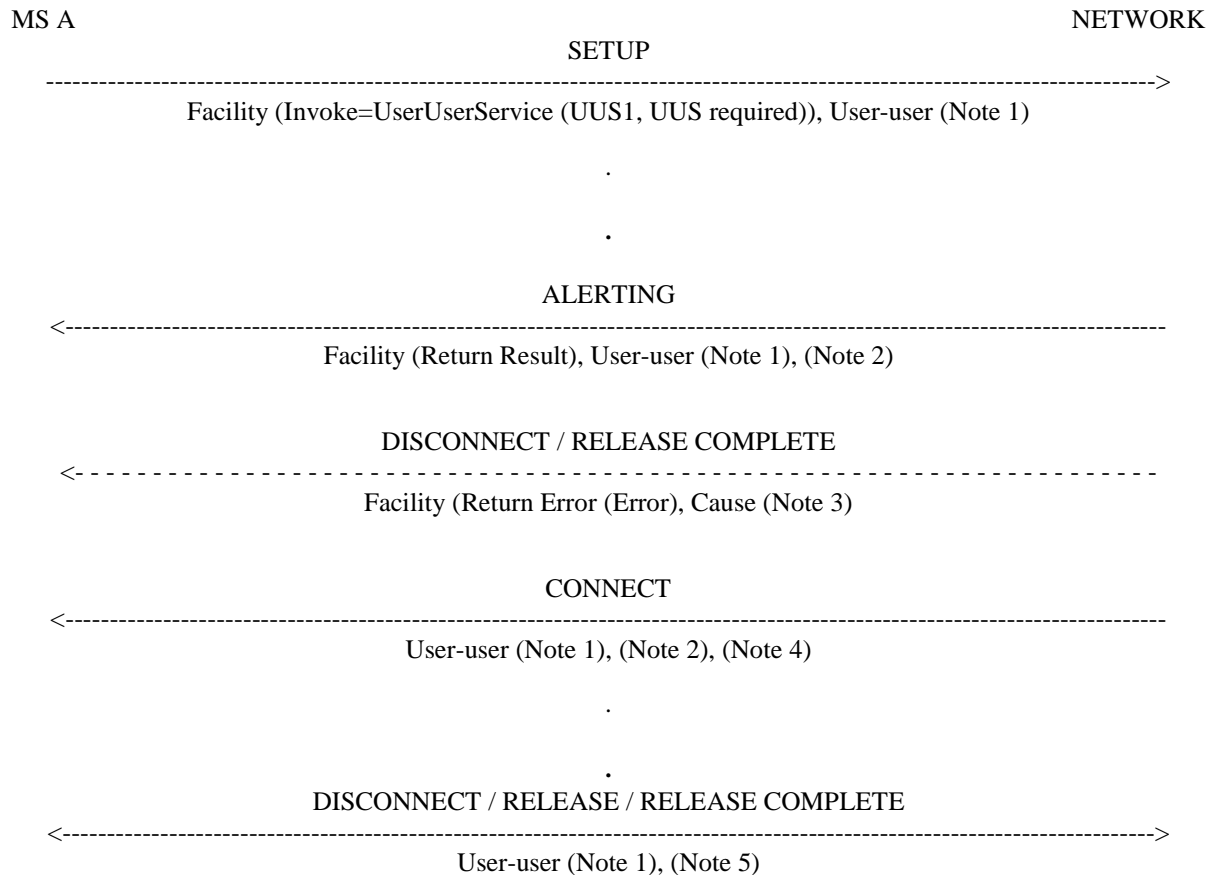 MS A NETWORK
SETUP
Facility (Invoke=UserUserService (UUS1, UUS required)), User-user (Note 1)
.
.
ALERTING
Facility (Return Result), User-user (Note 1), (Note 2)
DISCONNECT / RELEASE COMPLETE
Facility (Return Error (Error), Cause (Note 3)
CONNECT
User-user (Note 1), (Note 2), (Note 4)
.
.
DISCONNECT / RELEASE / RELEASE COMPLETE
User-user (Note 1), (Note 5)